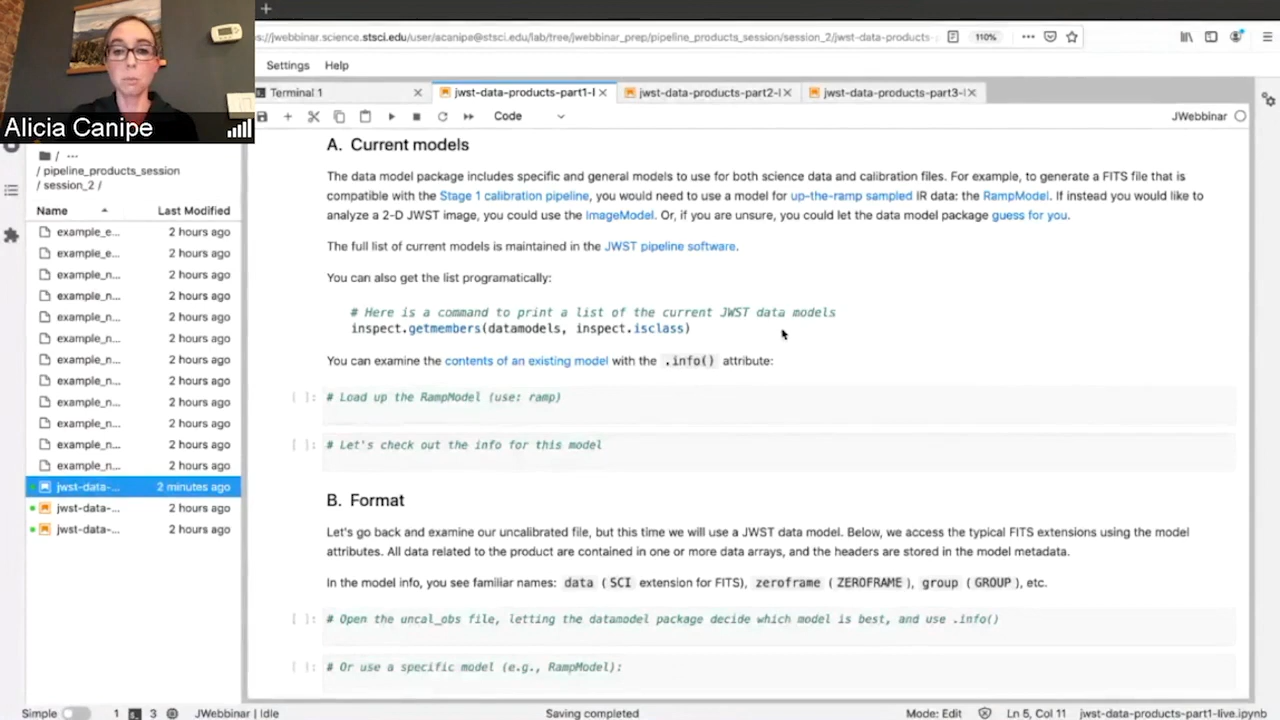 Alicia Canipe
s://jwebbinar.science.stsci.edu/user/acanipe@stsci.edu/lab/tree/jwebbinar_prep/pipeline_products_session/session_2/jwst-data-products-
110%
Settings Help
Terminal 1
jwst-data-products-part1-l
jwst-data-products-part2-l
jwst-data-products-part3-l
Code
JWebbinar
/ ...
/ pipeline_products_session
/ session_2 /
Name Last Modified
example_e... 2 hours ago
example_e... 2 hours ago
example_n... 2 hours ago
example_n... 2 hours ago
example_n... 2 hours ago
example_n... 2 hours ago
example_n... 2 hours ago
example_n... 2 hours ago
example_n... 2 hours ago
example_n... 2 hours ago
example_n... 2 hours ago
example_n... 2 hours ago
jwst-data-... 2 minutes ago
jwst-data-... 2 hours ago
jwst-data-... 2 hours ago
A. Current models
The data model package includes specific and general models to use for both science data and calibration files. For example, to generate a FITS file that is
compatible with the Stage 1 calibration pipeline, you would need to use a model for up-the-ramp sampled IR data: the RampModel. If instead you would like to
analyze a 2-D JWST image, you could use the ImageModel. Or, if you are unsure, you could let the data model package guess for you.
The full list of current models is maintained in the JWST pipeline software.
You can also get the list programatically:
# Here is a command to print a list of the current JWST data models
inspect.getmembers(datamodels, inspect.isclass)
You can examine the contents of an existing model with the .info() attribute:
[ ]: # Load up the RampModel (use: ramp)
[ ]: # Let's check out the info for this model
B. Format
Let's go back and examine our uncalibrated file, but this time we will use a JWST data model. Below, we access the typical FITS extensions using the model
attributes. All data related to the product are contained in one or more data arrays, and the headers are stored in the model metadata.
In the model info, you see familiar names: data ( SCI extension for FITS), zeroframe ( ZEROFRAME ), group ( GROUP ), etc.
[ ]: # Open the uncal_obs file, letting the datamodel package decide which model is best, and use .info()
[ ]: # Or use a specific model (e.g., RampModel):
Simple 1 3 JWebbinar | Idle Saving completed Mode: Edit Ln 5, Col 11 jwst-data-products-part1-live.ipynb